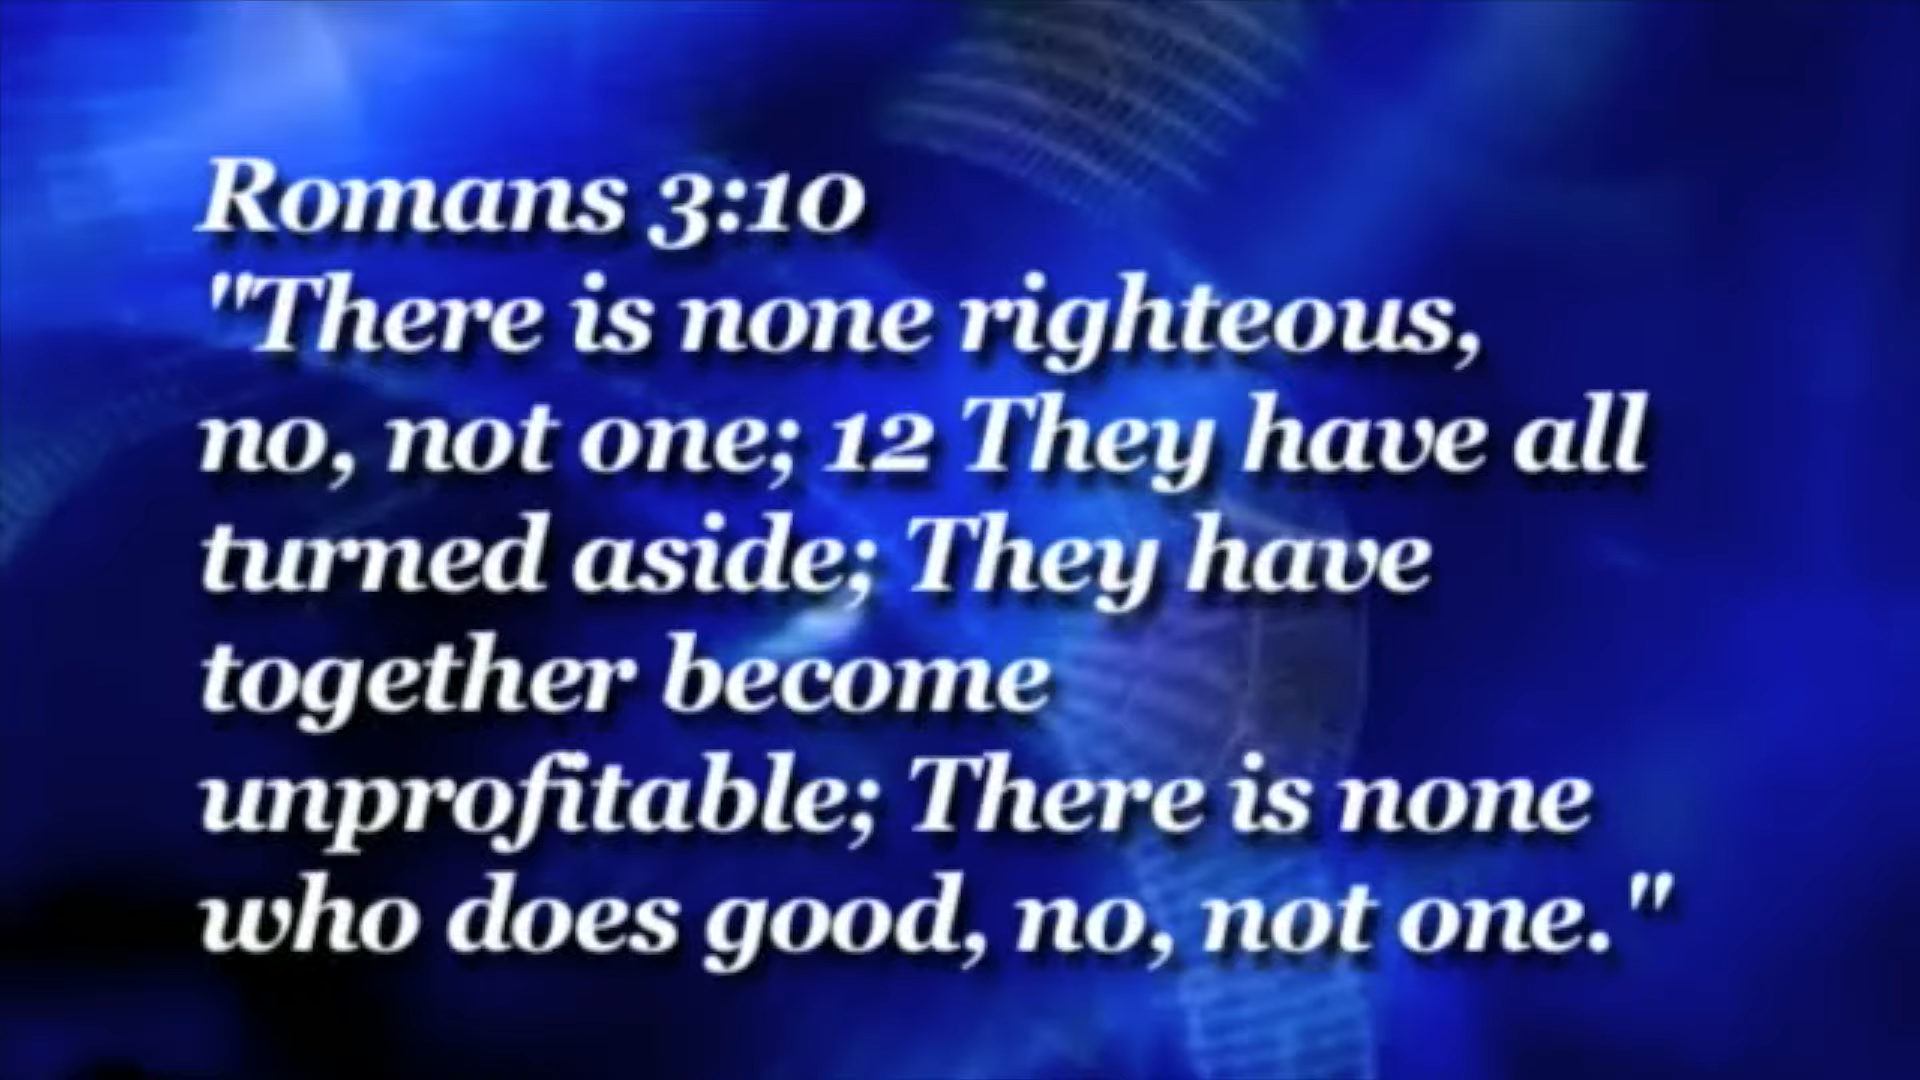 Romans 3:10
"There is none righteous,
no, not one; 12 They have all
turned aside; They have
together become
unprofitable; There is none
who does good, no, not one."